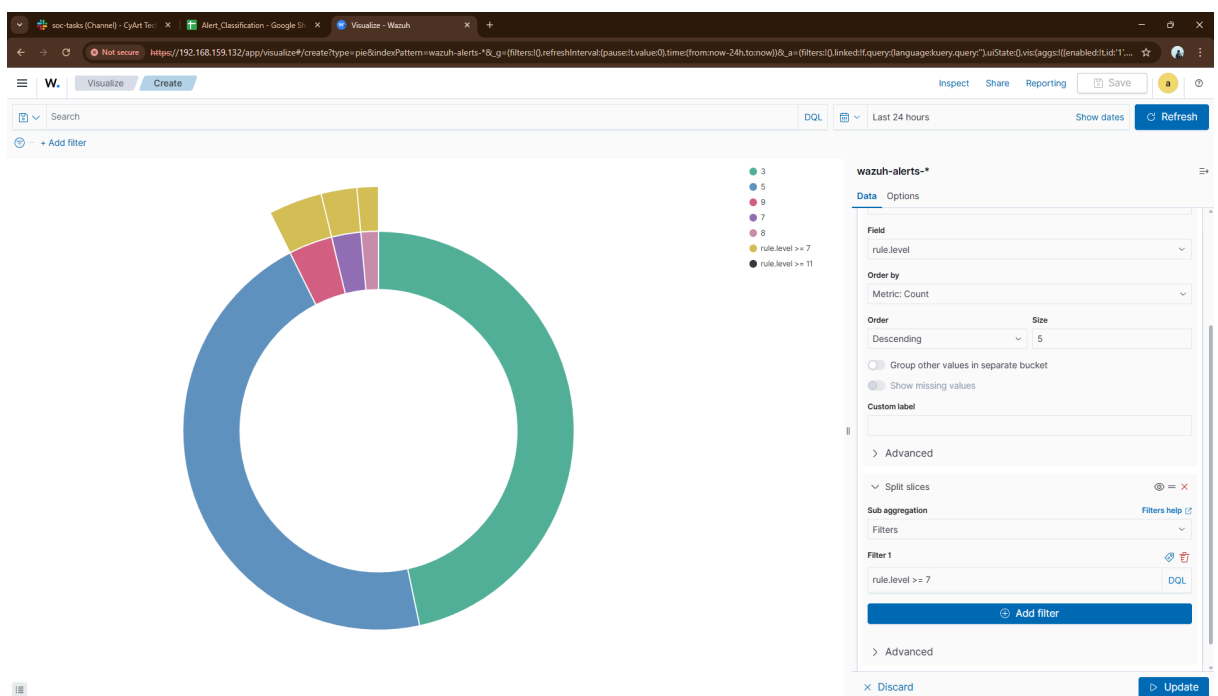 soc-tasks (Channel) - CyArt Tec
Alert_Classification - Google Sh
Visualize - Wazuh
Not secure https://192.168.159.132/app/visualize#/create?type=pie&indexPattern=wazuh-alerts-*&_g=(filters:!(),refreshInterval:(pause:!t,value:0),time:(from:now-24h,to:now))&_a=(filters:!(),linked:!f,query:(language:kuery,query:''),uiState:(),vis:(aggs:!((enabled:!t,id:'1',...
W. Visualize Create Inspect Share Reporting Save a
Search DQL Last 24 hours Show dates Refresh
+ Add filter
3
5
9
7
8
rule.level >= 7
rule.level >= 11
wazuh-alerts-*
Data Options
Field
rule.level
Order by
Metric: Count
Order Size
Descending 5
Group other values in separate bucket
Show missing values
Custom label
Advanced
Split slices
Sub aggregation Filters help
Filters
Filter 1
rule.level >= 7 DQL
Add filter
Advanced
Discard Update